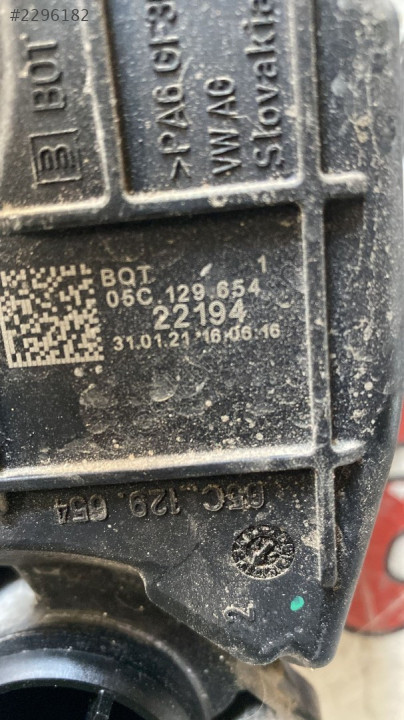 #2296182
BQT
>PA6.GF3
VW AG
Slovakia
BQT 1
05C.129.654
22194
31.01.21 16:06:16
05C.129.654
2